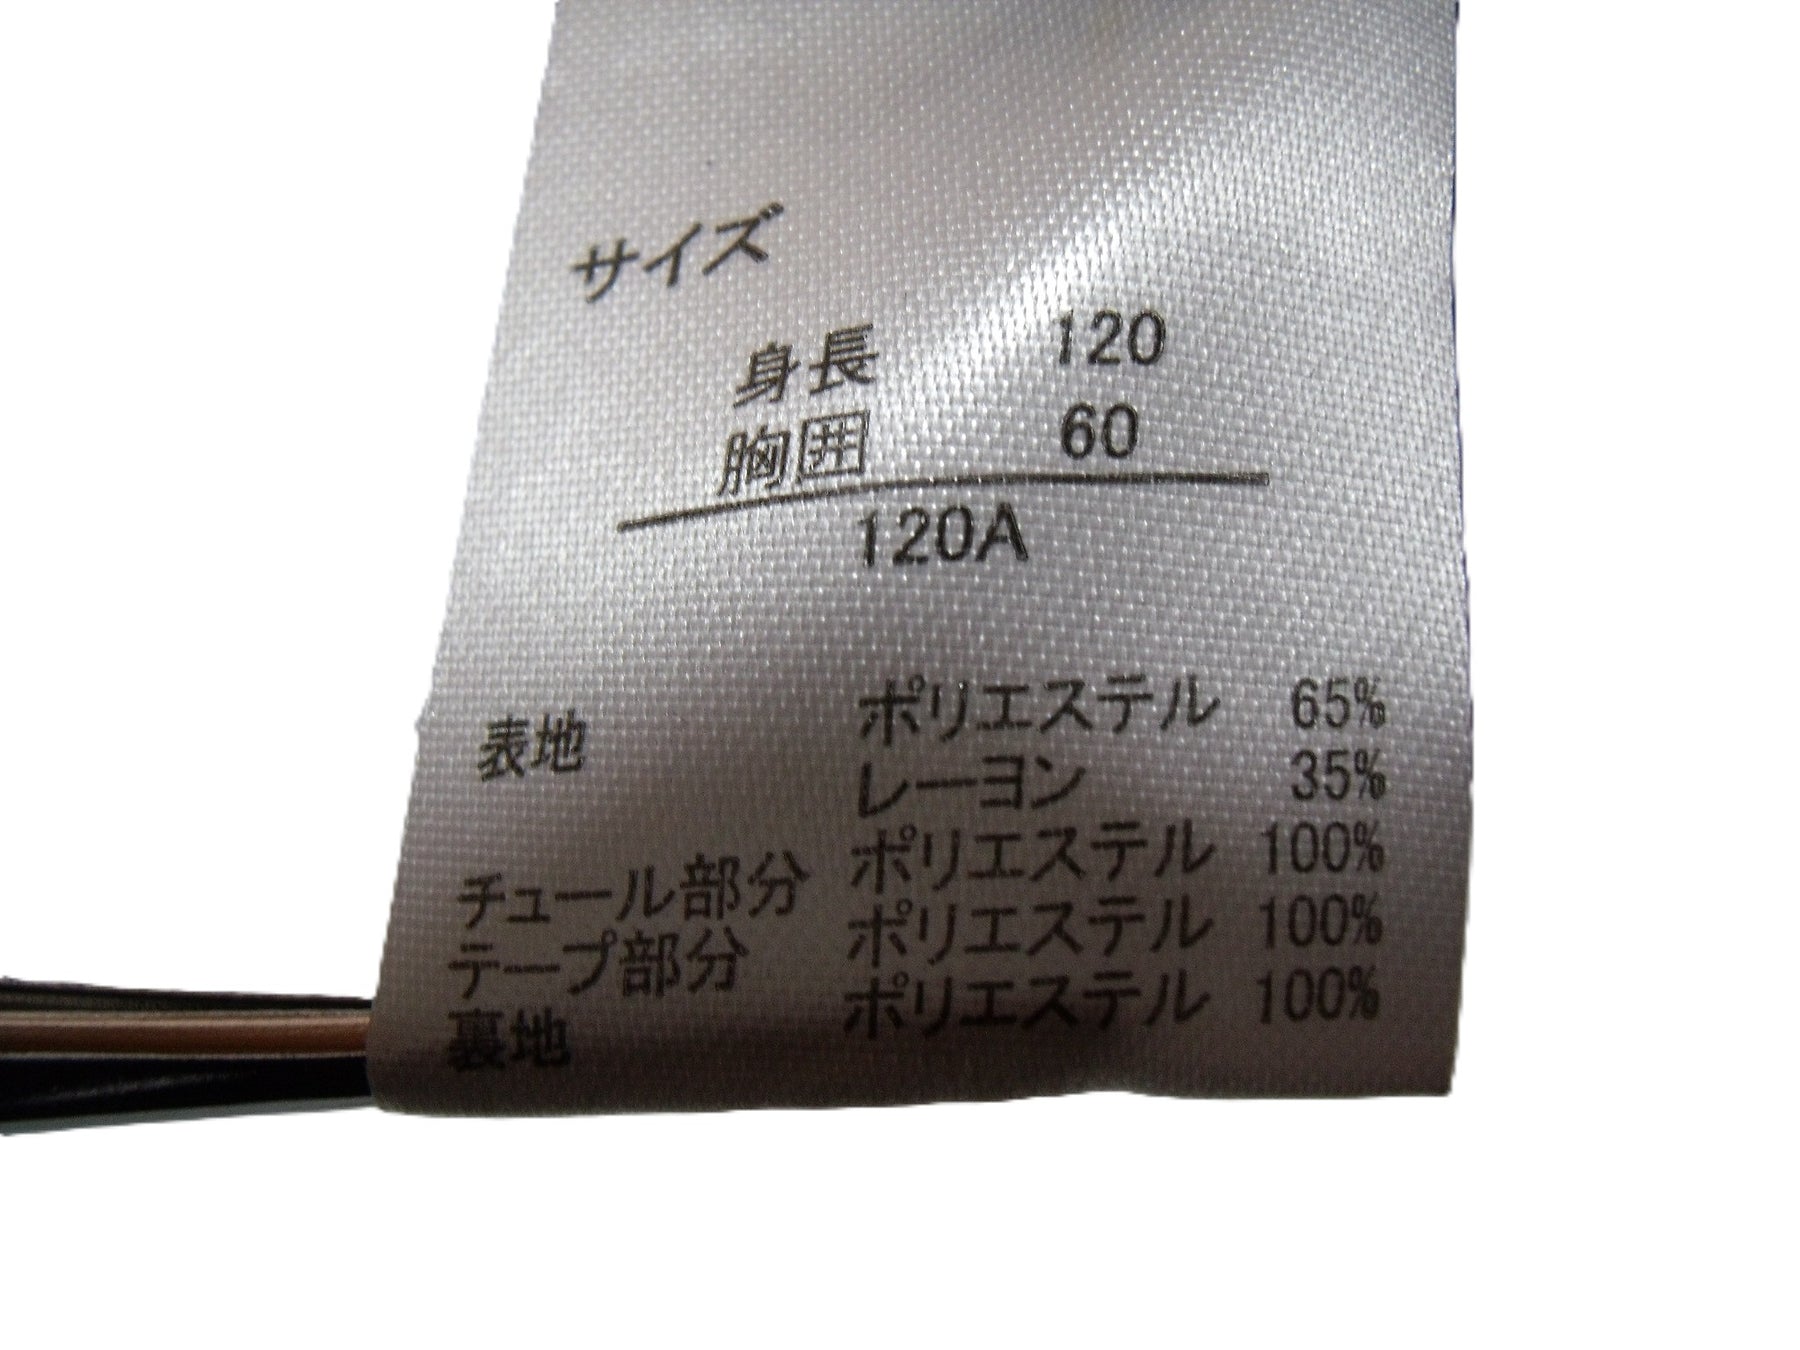 サイズ
身長 120
胸囲 60
120A
表地 ポリエステル 65%
レーヨン 35%
チュール部分 ポリエステル 100%
テープ部分 ポリエステル 100%
裏地 ポリエステル 100%